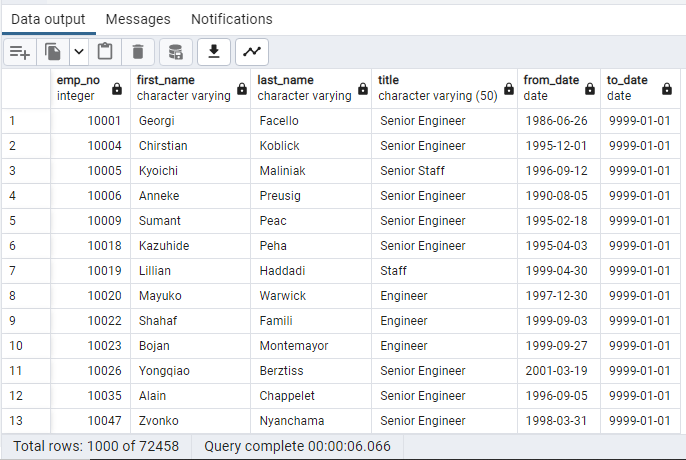 Data output Messages Notifications
emp_no first_name last_name title from_date to_date
integer character varying character varying character varying (50) date date
1 10001 Georgi Facello Senior Engineer 1986-06-26 9999-01-01
2 10004 Chirstian Koblick Senior Engineer 1995-12-01 9999-01-01
3 10005 Kyoichi Maliniak Senior Staff 1996-09-12 9999-01-01
4 10006 Anneke Preusig Senior Engineer 1990-08-05 9999-01-01
5 10009 Sumant Peac Senior Engineer 1995-02-18 9999-01-01
6 10018 Kazuhide Peha Senior Engineer 1995-04-03 9999-01-01
7 10019 Lillian Haddadi Staff 1999-04-30 9999-01-01
8 10020 Mayuko Warwick Engineer 1997-12-30 9999-01-01
9 10022 Shahaf Famili Engineer 1999-09-03 9999-01-01
10 10023 Bojan Montemayor Engineer 1999-09-27 9999-01-01
11 10026 Yongqiao Berztiss Senior Engineer 2001-03-19 9999-01-01
12 10035 Alain Chappelet Senior Engineer 1996-09-05 9999-01-01
13 10047 Zvonko Nyanchama Senior Engineer 1998-03-31 9999-01-01
Total rows: 1000 of 72458 Query complete 00:00:06.066